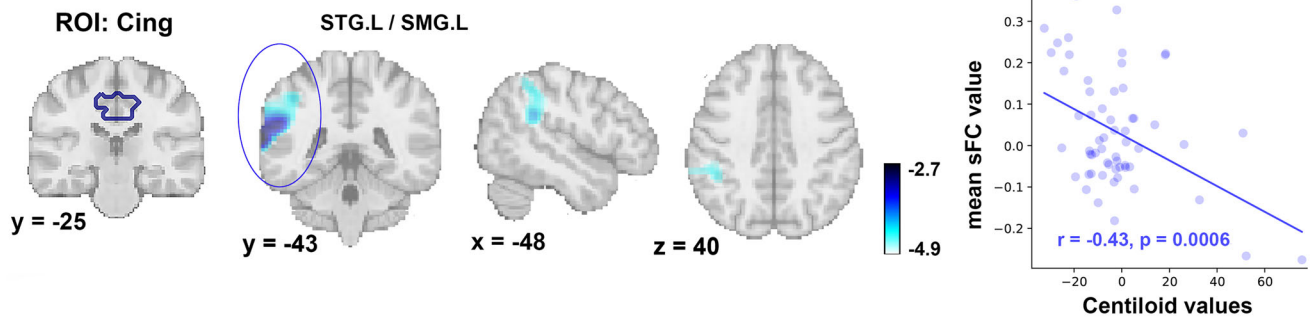 ROI: Cing
y = -25
STG.L / SMG.L
y = -43
x = -48
z = 40
-2.7
-4.9
mean sFC value
0.3
0.2
0.1
0.0
−0.1
−0.2
r = -0.43, p = 0.0006
−20 0 20 40 60
Centiloid values